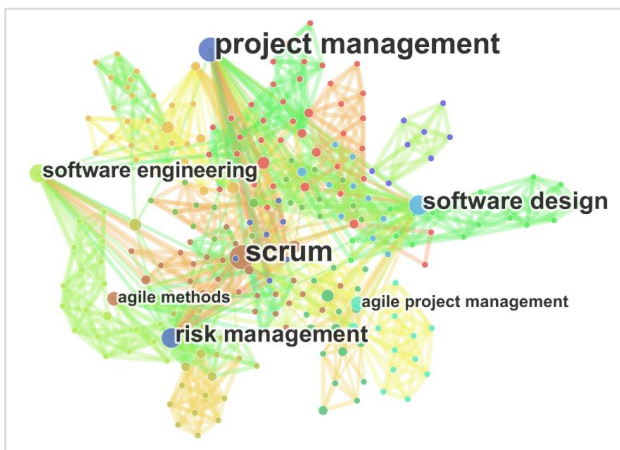 project management
software engineering
software design
scrum
agile methods
agile project management
risk management